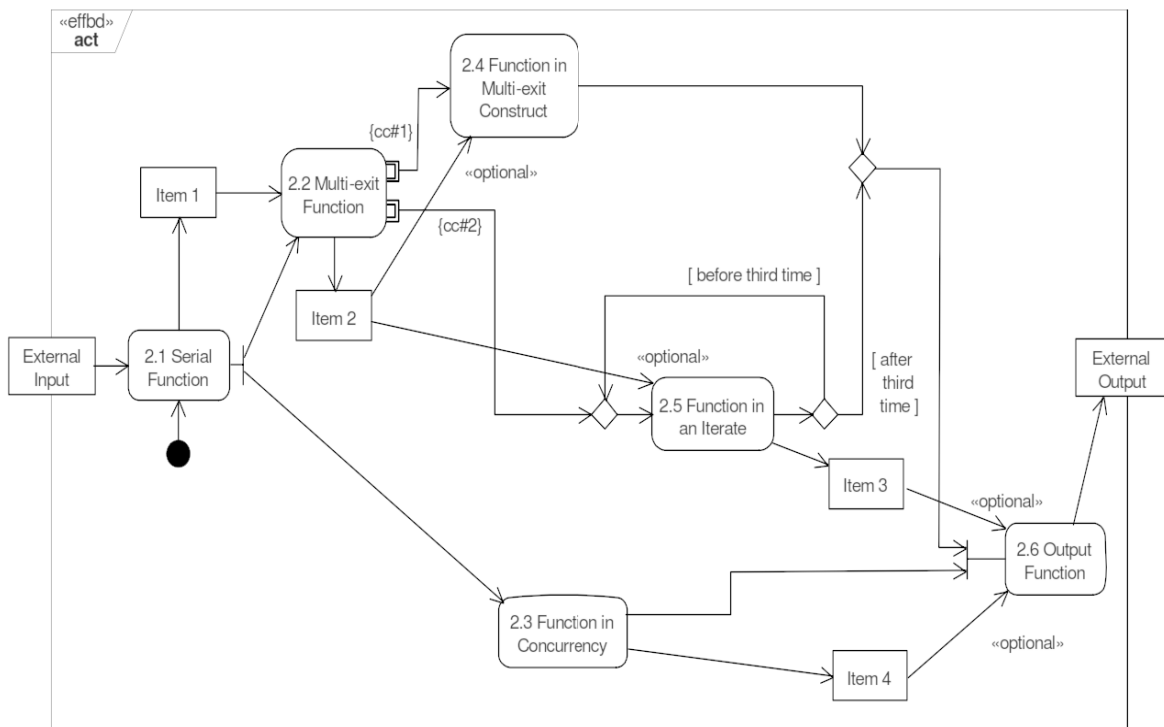 «effbd»
act
2.4 Function in
Multi-exit
Construct
{cc#1}
«optional»
2.2 Multi-exit
Function
Item 1
{cc#2}
[ before third time ]
Item 2
External
Input
2.1 Serial
Function
«optional»
[ after
third
time ]
External
Output
2.5 Function in
an Iterate
Item 3
«optional»
2.6 Output
Function
2.3 Function in
Concurrency
«optional»
Item 4